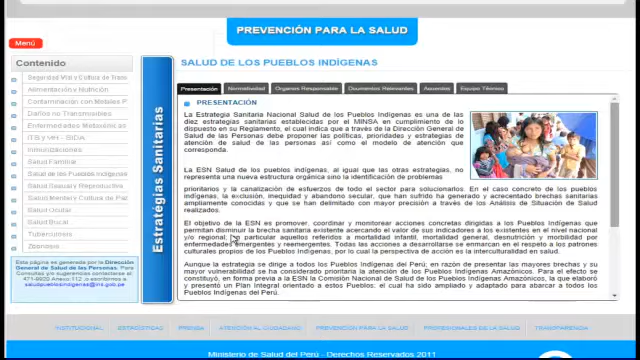 PREVENCIÓN PARA LA SALUD
Menú
Contenido
Seguridad Vial y Cultura de Trans
Alimentación y Nutrición
Contaminación con Metales P
Daños no Transmisibles
Enfermedades Metaxénicas
ITS y VIH - SIDA
Inmunizaciones
Salud Familiar
Salud de los Pueblos Indígenas
Salud Sexual y Reproductiva
Salud Mental y Cultura de Paz
Salud Ocular
Salud Bucal
Tuberculosis
Zoonosis
Esta página es generada por la Dirección
General de Salud de las Personas. Para
Consultas y/o sugerencias contactarse al
471-9920 Anexo: 112 ,o escribirnos a
Estratégias Sanitarias
SALUD DE LOS PUEBLOS INDÍGENAS
Presentación Normatividad Órganos Responsables Documentos Relevantes Avances Equipo Técnico
PRESENTACIÓN
La Estrategia Sanitaria Nacional Salud de los Pueblos Indígenas es una de las
diez estrategias sanitarias establecidas por el MINSA en cumplimiento de lo
dispuesto en su Reglamento, el cual indica que a través de la Dirección General de
Salud de las Personas debe proponer las políticas, prioridades y estrategias de
atención de salud de las personas así como el modelo de atención que
corresponda.
La ESN Salud de los pueblos indígenas, al igual que las otras estrategias, no
representa una nueva estructura orgánica sino la identificación de problemas
prioritarios y la canalización de esfuerzos de todo el sector para solucionarlos. En el caso concreto de los pueblos
indígenas, la exclusión, inequidad y abandono secular, que han sufrido ha generado y acrecentado brechas sanitarias
ampliamente conocidas y que se han delimitado con mayor precisión a través de los Análisis de Situación de Salud
realizados.
El objetivo de la ESN es promover, coordinar y monitorear acciones concretas dirigidas a los Pueblos Indígenas que
permitan disminuir la brecha sanitaria existente acercando el valor de sus indicadores a los existentes en el nivel nacional
y/o regional, en particular aquellos referidos a mortalidad infantil, mortalidad general, desnutrición y morbilidad por
enfermedades emergentes y reemergentes. Todas las acciones a desarrollarse se enmarcan en el respeto a los patrones
culturales propios de los Pueblos Indígenas, por lo cual la perspectiva de acción es la interculturalidad en salud.
Aunque la estrategia se dirige a todos los Pueblos Indígenas del Perú; en razón de presentar las mayores brechas y su
mayor vulnerabilidad se ha considerado prioritaria la atención de los Pueblos Indígenas Amazónicos. Para el efecto se
constituyó, en forma previa a la ESN la Comisión Nacional de Salud de Pueblos Indígenas Amazónicos, la que elaboró
y presentó un Plan Integral orientado a estos pueblos; el cual ha sido ampliado y adaptado para abarcar a todos los
Pueblos Indígenas del Perú.
INSTITUCIONAL ESTADÍSTICAS PRENSA ATENCIÓN AL CIUDADANO PREVENCIÓN PARA LA SALUD PROFESIONALES DE LA SALUD TRANSPARENCIA
Ministerio de Salud del Perú - Derechos Reservados 2011